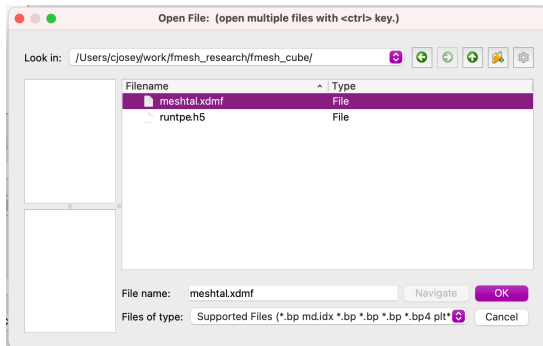 Open File: (open multiple files with <ctrl> key.)
Look in: /Users/cjosey/work/fmesh_research/fmesh_cube/
Filename Type
meshtal.xdmf File
runtpe.h5 File
File name: meshtal.xdmf Navigate OK
Files of type: Supported Files (*.bp md.idx *.bp *.bp *.bp *.bp4 plt* Cancel